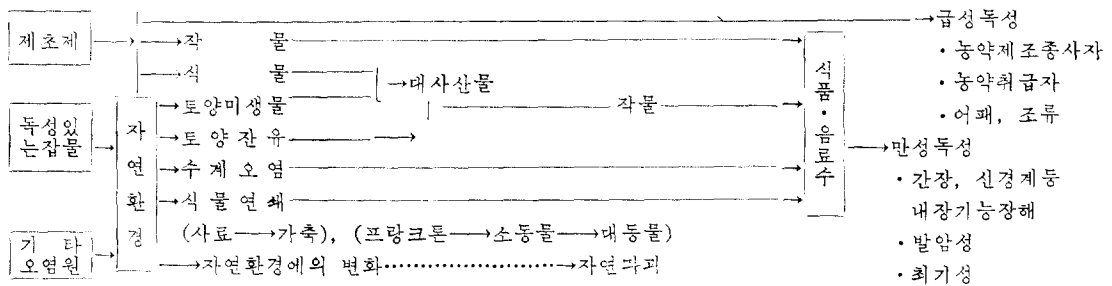 →급성독성
제초제 → →작 물 → ・농약제조종사자
→식 물 →대사산물 ・농약취급자
→토양미생물 작물 → ・어패, 조류
독성있
는잡물
→토양잔유 →
→만성독성
→수계오염 →
・간장, 신경계등
→식물연쇄 →
내장기능장해
자
연
환
경
식
품
・
음
료
수
(사료→가축), (프랑크톤→소동물→대동물)
・발암성
기 타
오염원
→자연환경에의 변화……………………→자연파괴
・최기성